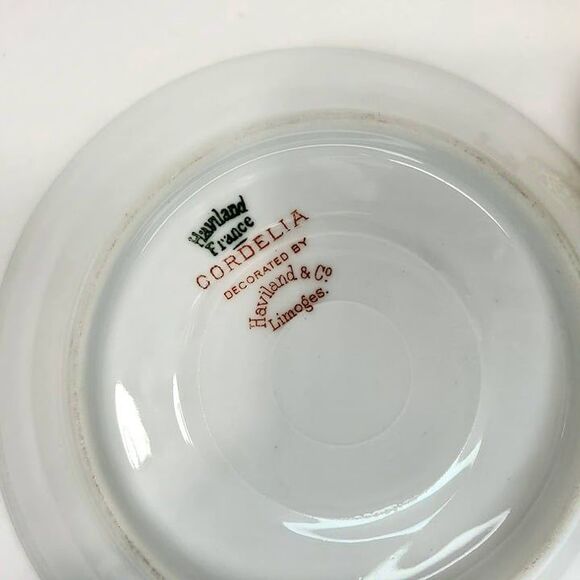 Haviland
France
CORDELIA
DECORATED BY
Haviland & Co
Limoges.